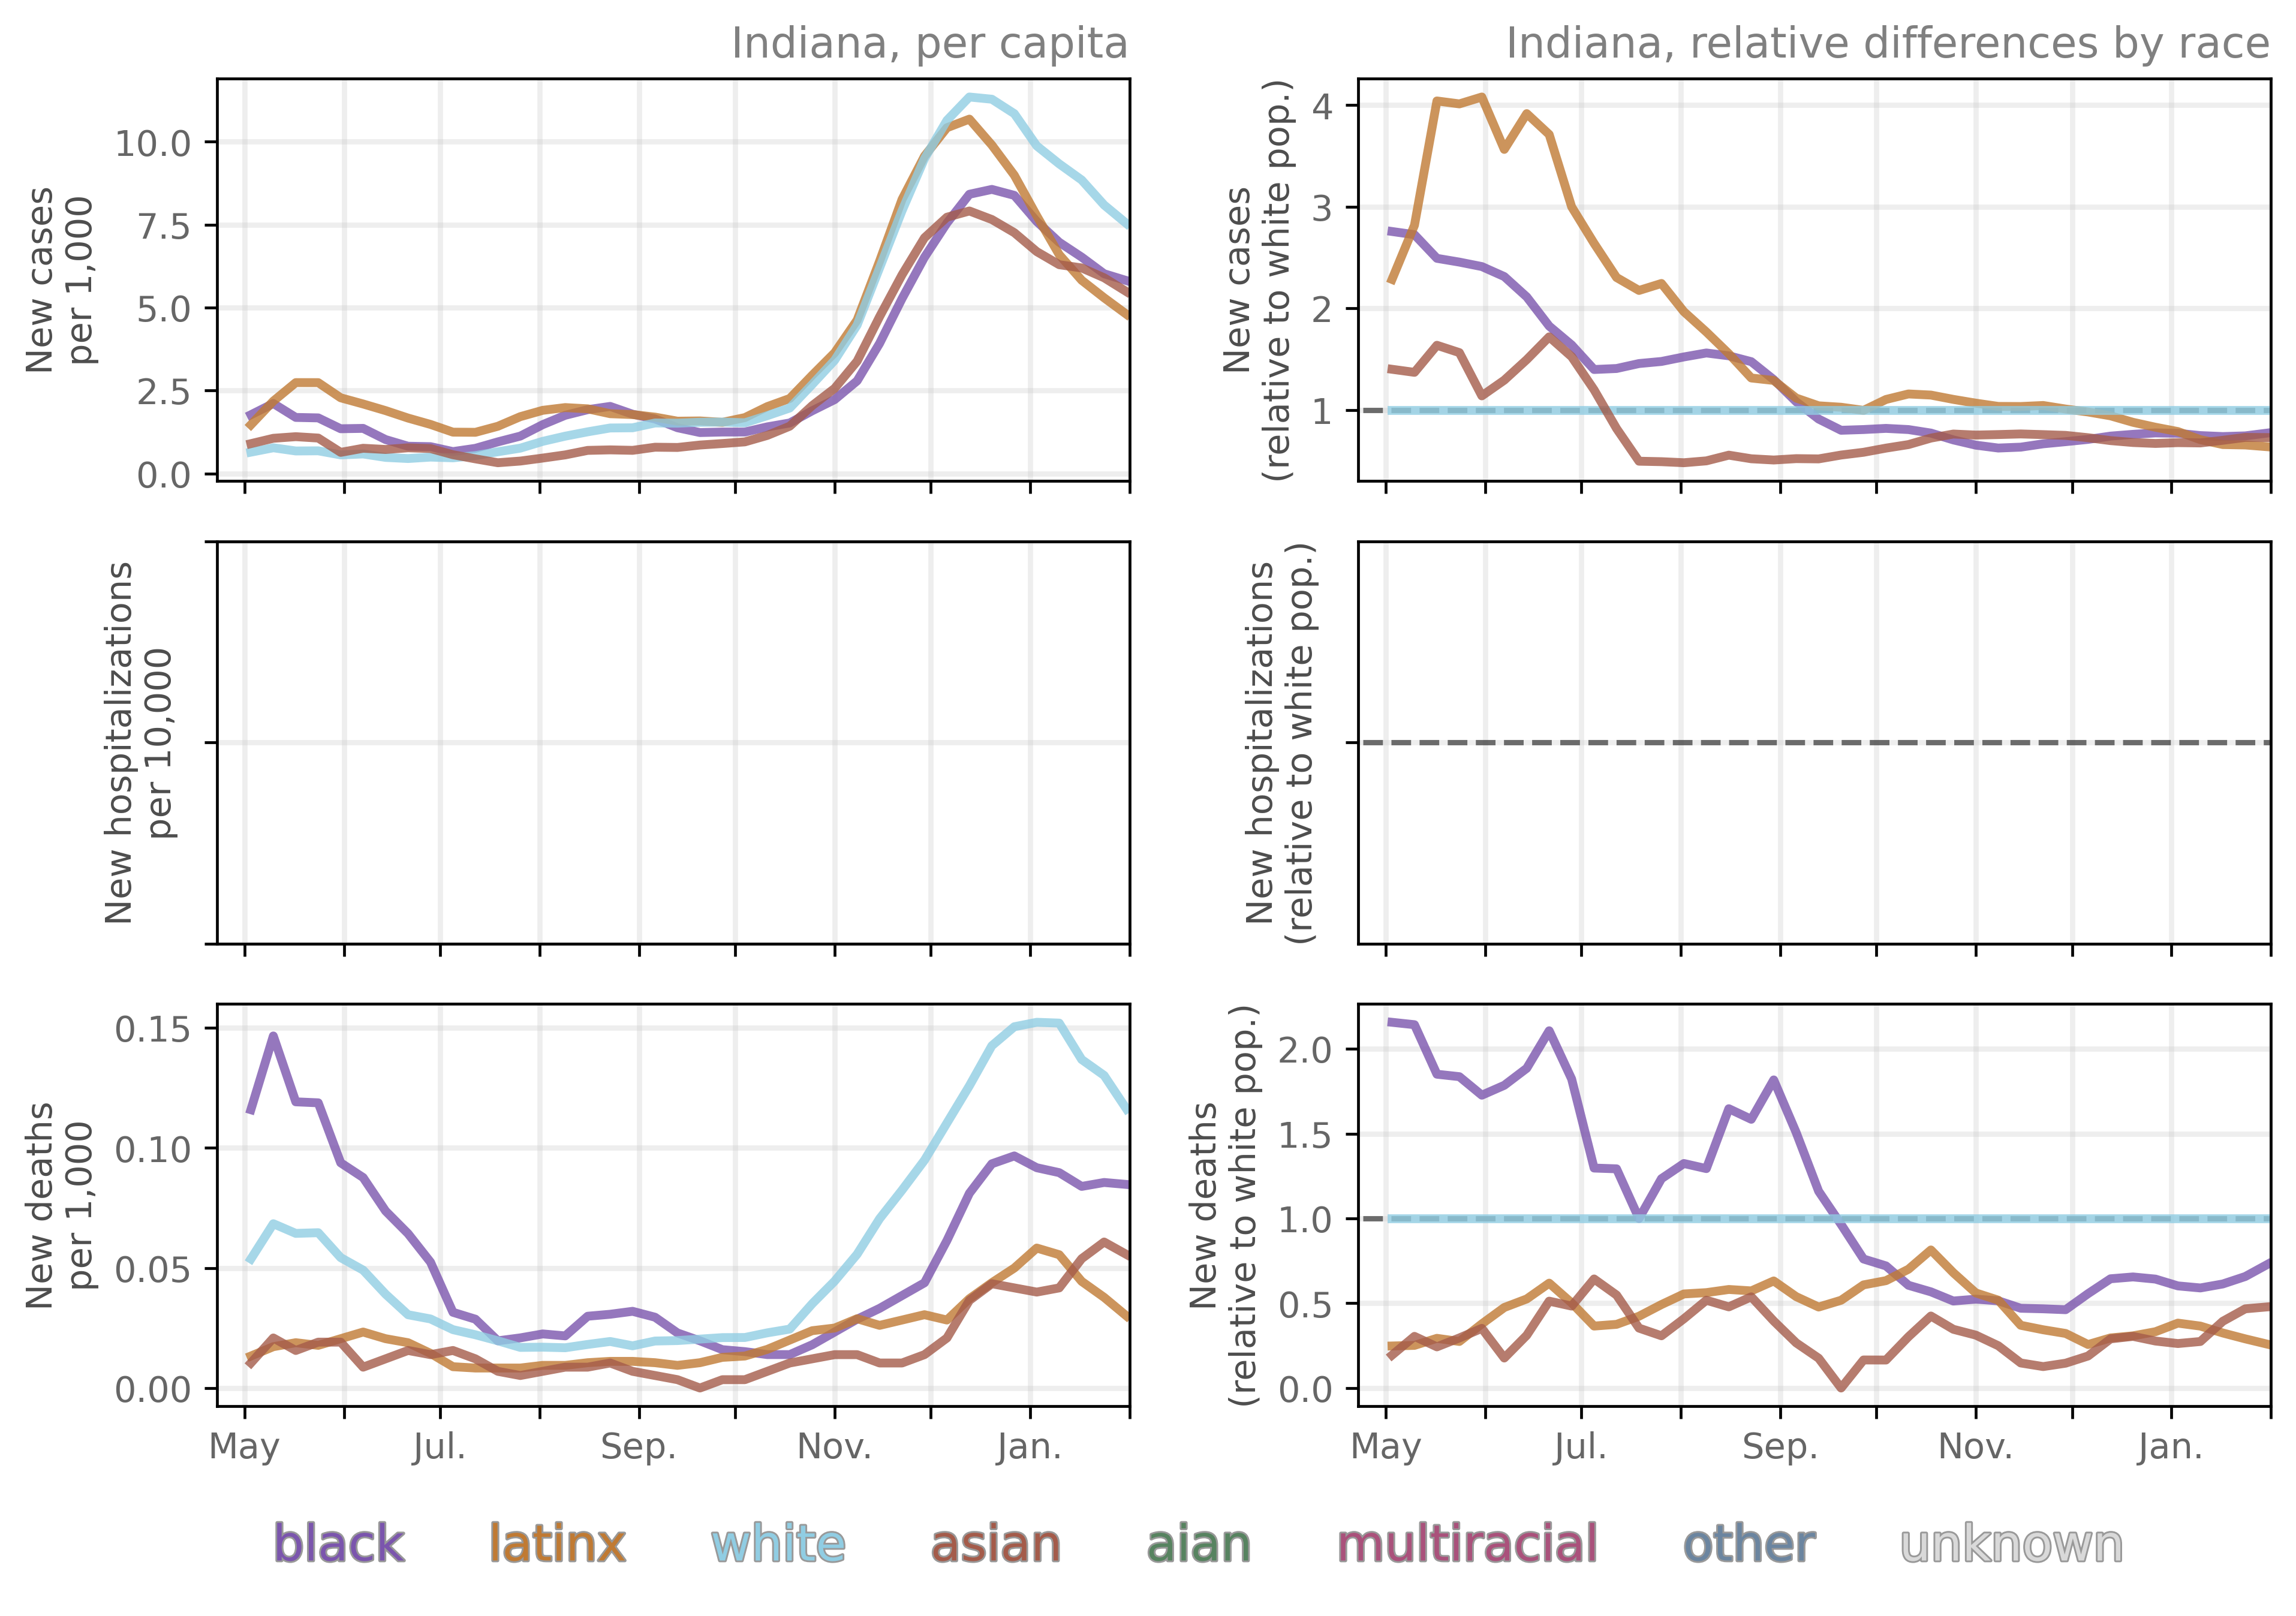 Indiana, per capita
Indiana, relative differences by race
New cases
per 1,000
10.0
7.5
5.0
2.5
0.0
New cases
(relative to white pop.)
4
3
2
1
New hospitalizations
per 10,000
New hospitalizations
(relative to white pop.)
New deaths
per 1,000
0.15
0.10
0.05
0.00
May Jul. Sep. Nov. Jan.
New deaths
(relative to white pop.)
2.0
1.5
1.0
0.5
0.0
May Jul. Sep. Nov. Jan.
black latinx white asian aian multiracial other unknown